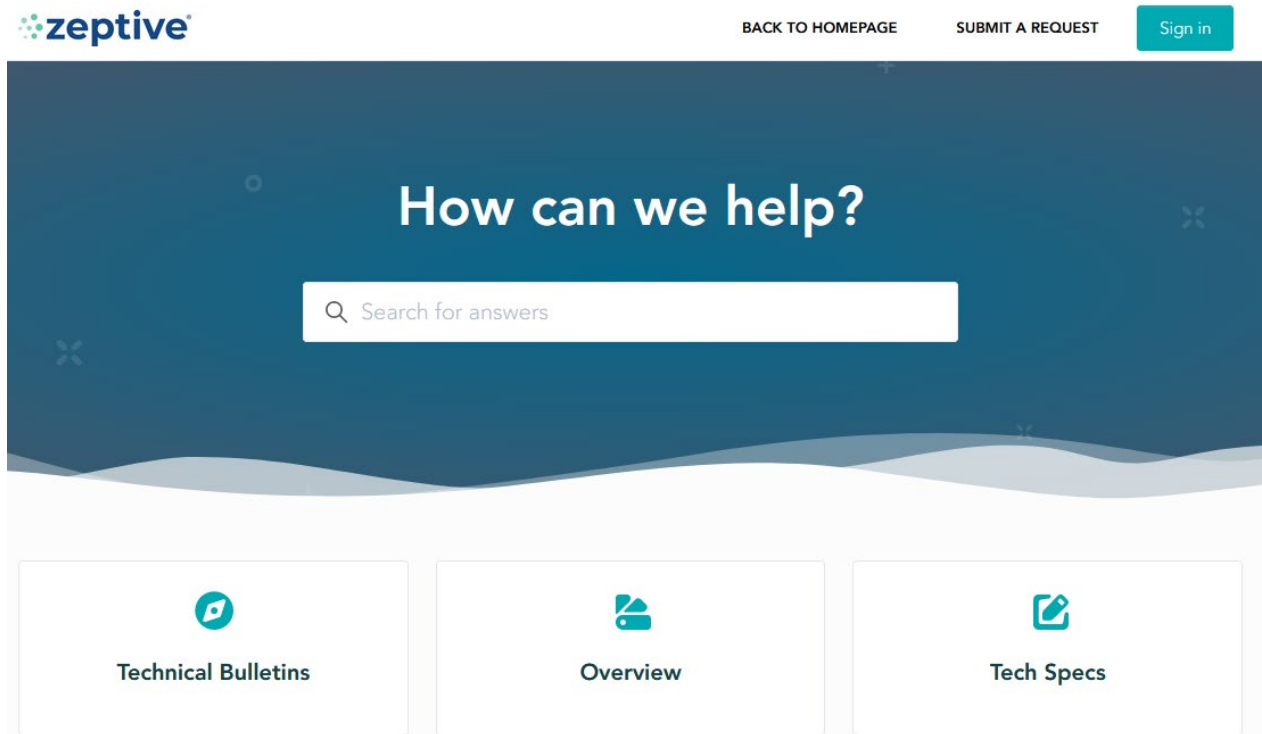 zeptive
BACK TO HOMEPAGE SUBMIT A REQUEST Sign in
How can we help?
Search for answers
Technical Bulletins Overview Tech Specs